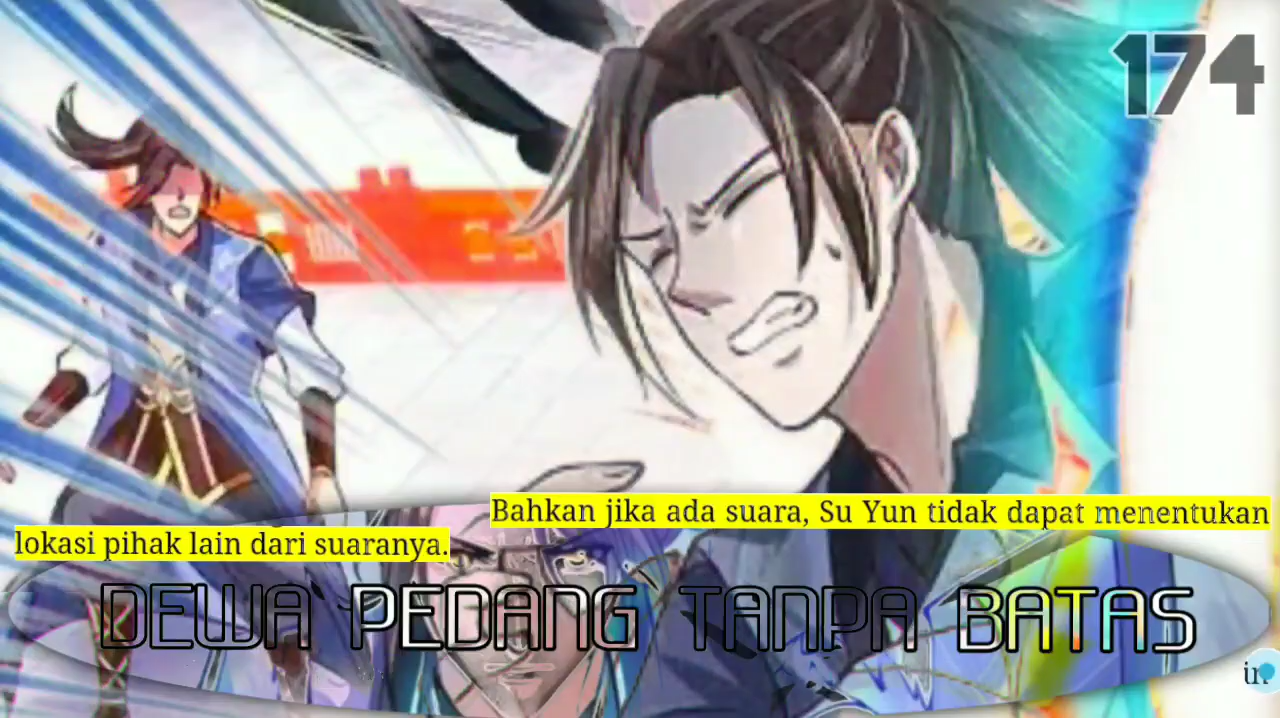 174
Bahkan jika ada suara, Su Yun tidak dapat menentukan
lokasi pihak lain dari suaranya.
DEWA PEDANG TANPA BATAS